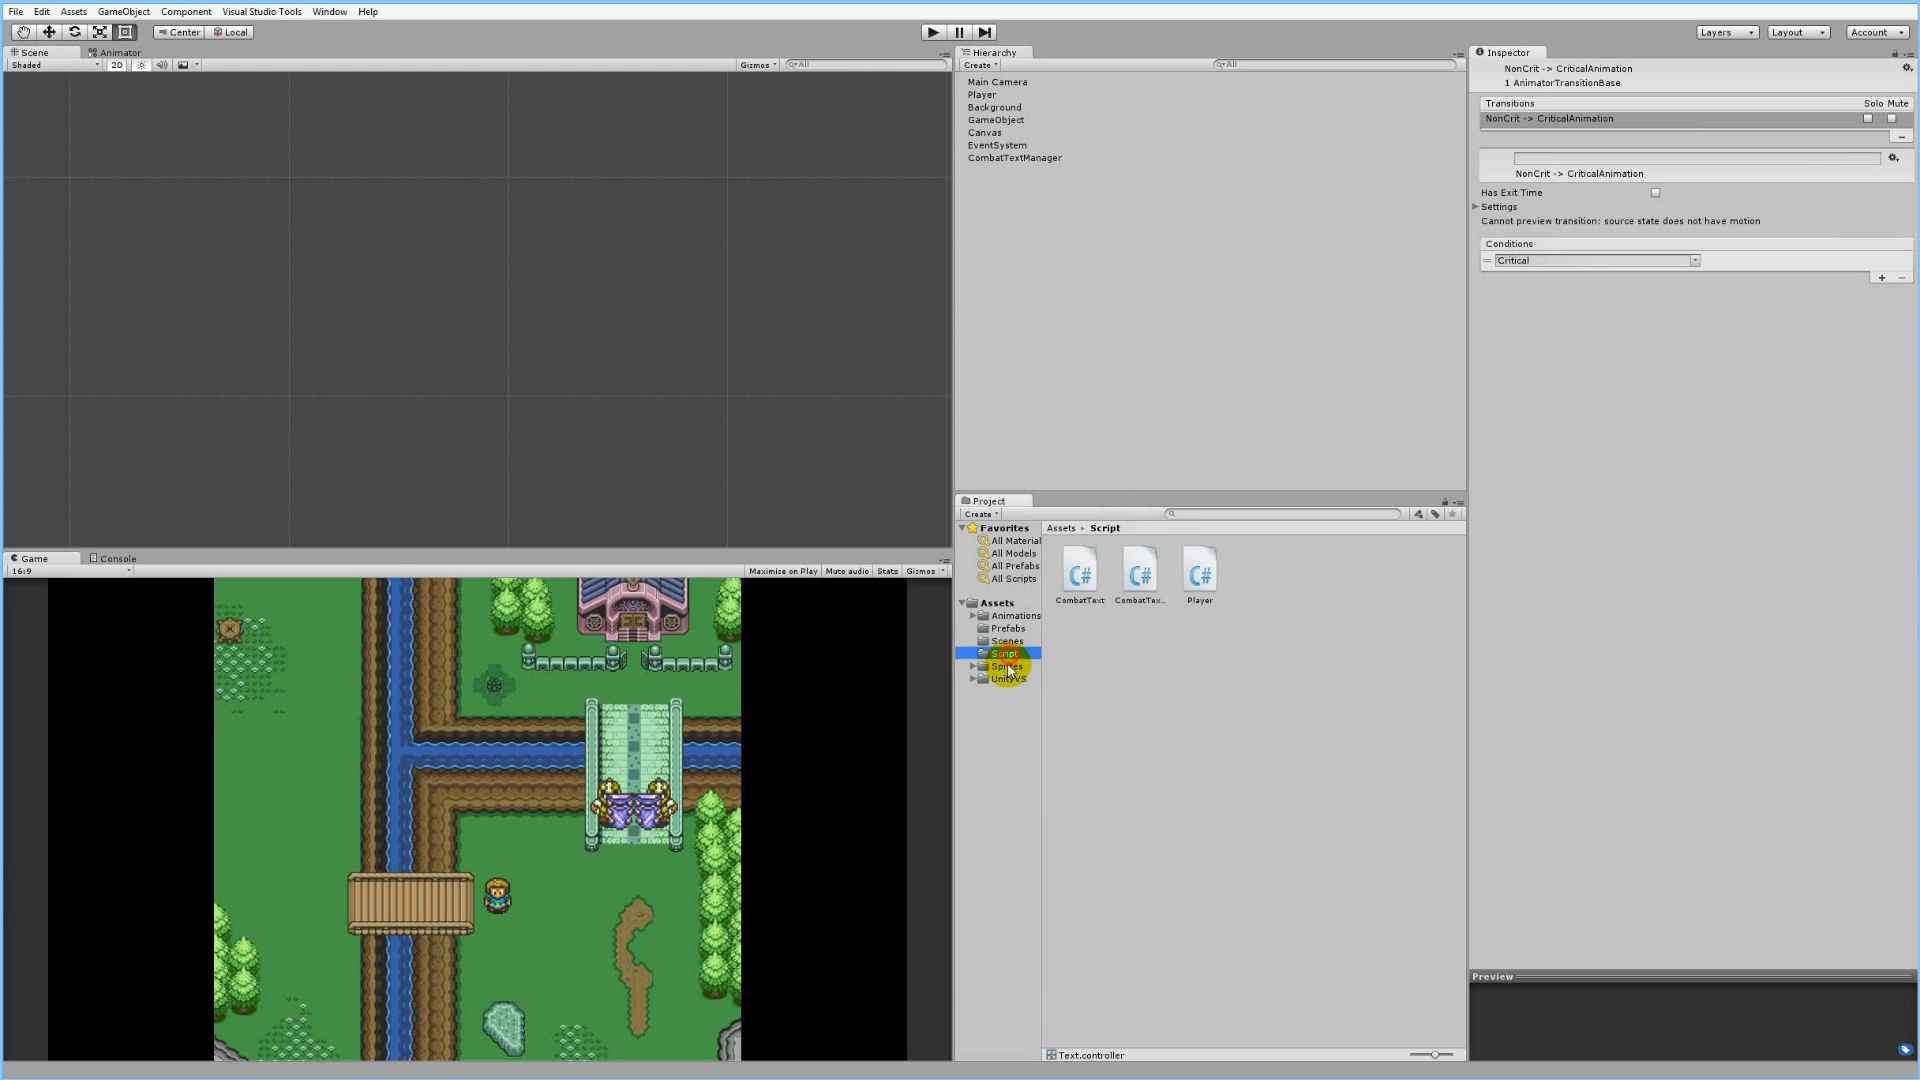 File Edit Assets GameObject Component Visual Studio Tools Window Help
Center Local Layers Layout Account
Scene Animator
Shaded 2D Gizmos All
Hierarchy
Create All
Main Camera
Player
Background
GameObject
Canvas
EventSystem
CombatTextManager
Inspector
NonCrit -> CriticalAnimation
1 AnimatorTransitionBase
Transitions Solo Mute
NonCrit -> CriticalAnimation
NonCrit -> CriticalAnimation
Has Exit Time
Settings
Cannot preview transition: source state does not have motion
Conditions
Critical
Project
Create
Favorites
All Material
All Models
All Prefabs
All Scripts
Assets
Animations
Prefabs
Scenes
Script
Sprites
UnityVS
Assets Script
C# C# C#
CombatText CombatTex... Player
Text.controller
Game Console
16:9 Maximize on Play Mute audio Stats Gizmos
Preview